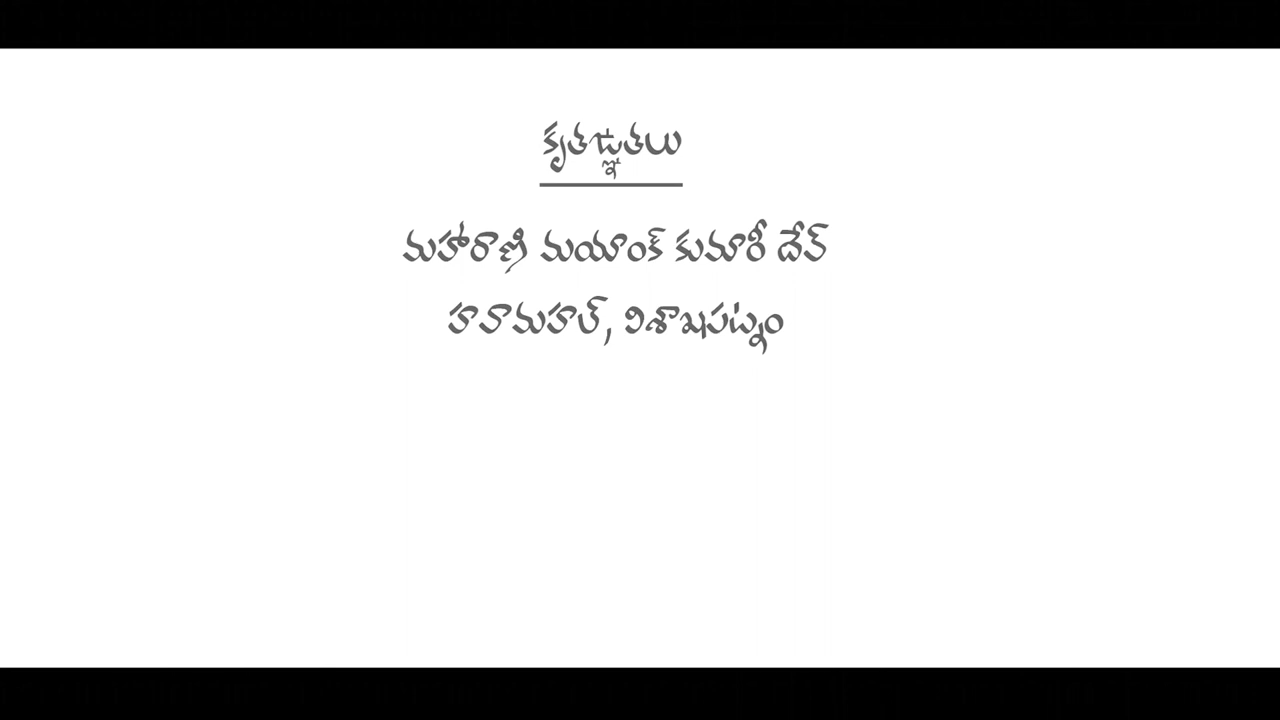 కృతజ్ఞతలు
మహారాణి మయాంక్ కుమారీ దేవ్
హవామహల్, విశాఖపట్నం